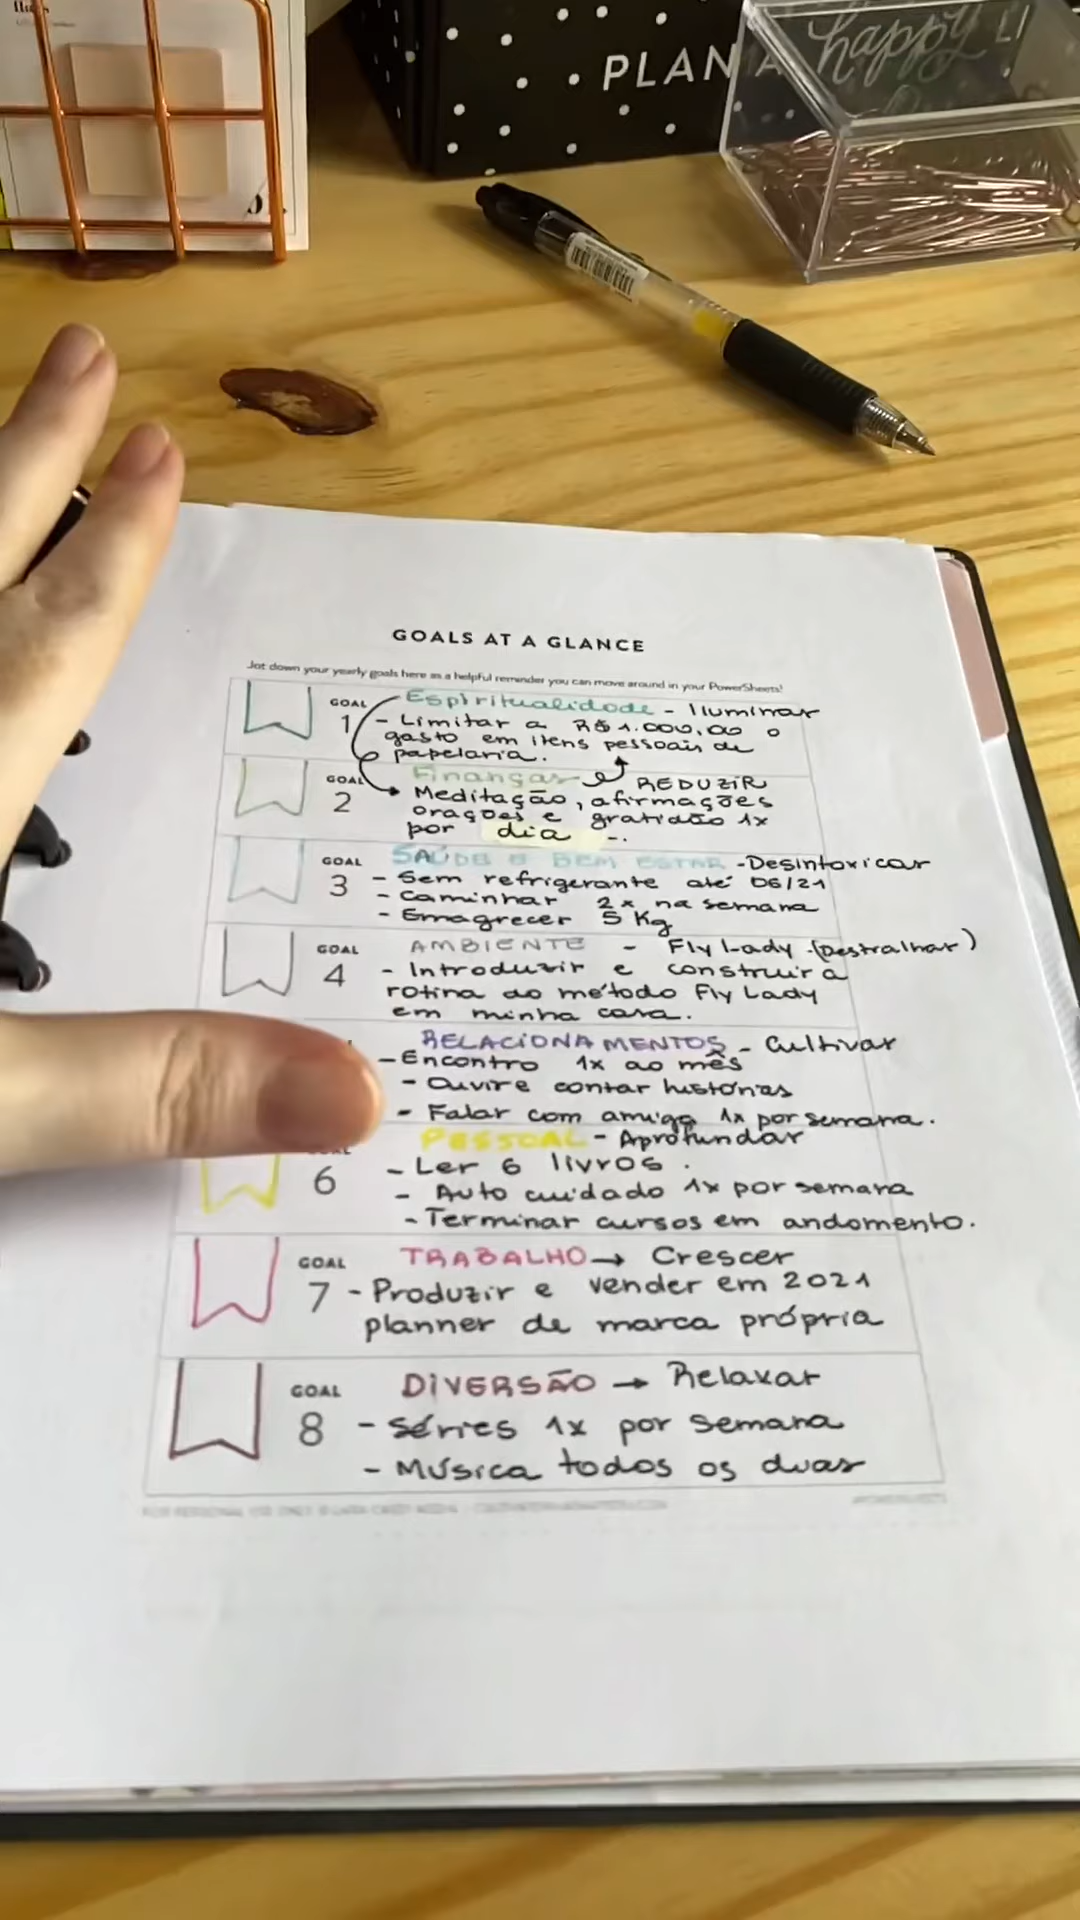 PLAN
happy
GOALS AT A GLANCE
Jot down your yearly goals here as a helpful reminder you can move around in your PowerSheets!
GOAL 1 Espiritualidade - Iluminar
- Limitar a R$1.000,00 o
gasto em itens pessoais de
papelaria.
GOAL 2 Finanças REDUZIR
Meditação, afirmações
orações e gratidão 1x
por dia -.
GOAL 3 SAÚDE E BEM ESTAR - Desintoxicar
- Sem refrigerante até 06/21
- Caminhar 2x na semana
- Emagrecer 5 Kg
GOAL 4 AMBIENTE - Fly Lady (Destralhar)
- Introduzir e construir a
rotina do método Fly Lady
em minha casa.
RELACIONAMENTOS - Cultivar
- Encontro 1x ao mês
- Ouvir e contar histórias
- Falar com amiga 1x por semana.
6 PESSOAL - Aprofundar
- Ler 6 livros.
- Auto cuidado 1x por semana
- Terminar cursos em andamento.
GOAL 7 TRABALHO → Crescer
- Produzir e vender em 2021
planner de marca própria
GOAL 8 DIVERSÃO → Relaxar
- Séries 1x por semana
- Música todos os dias